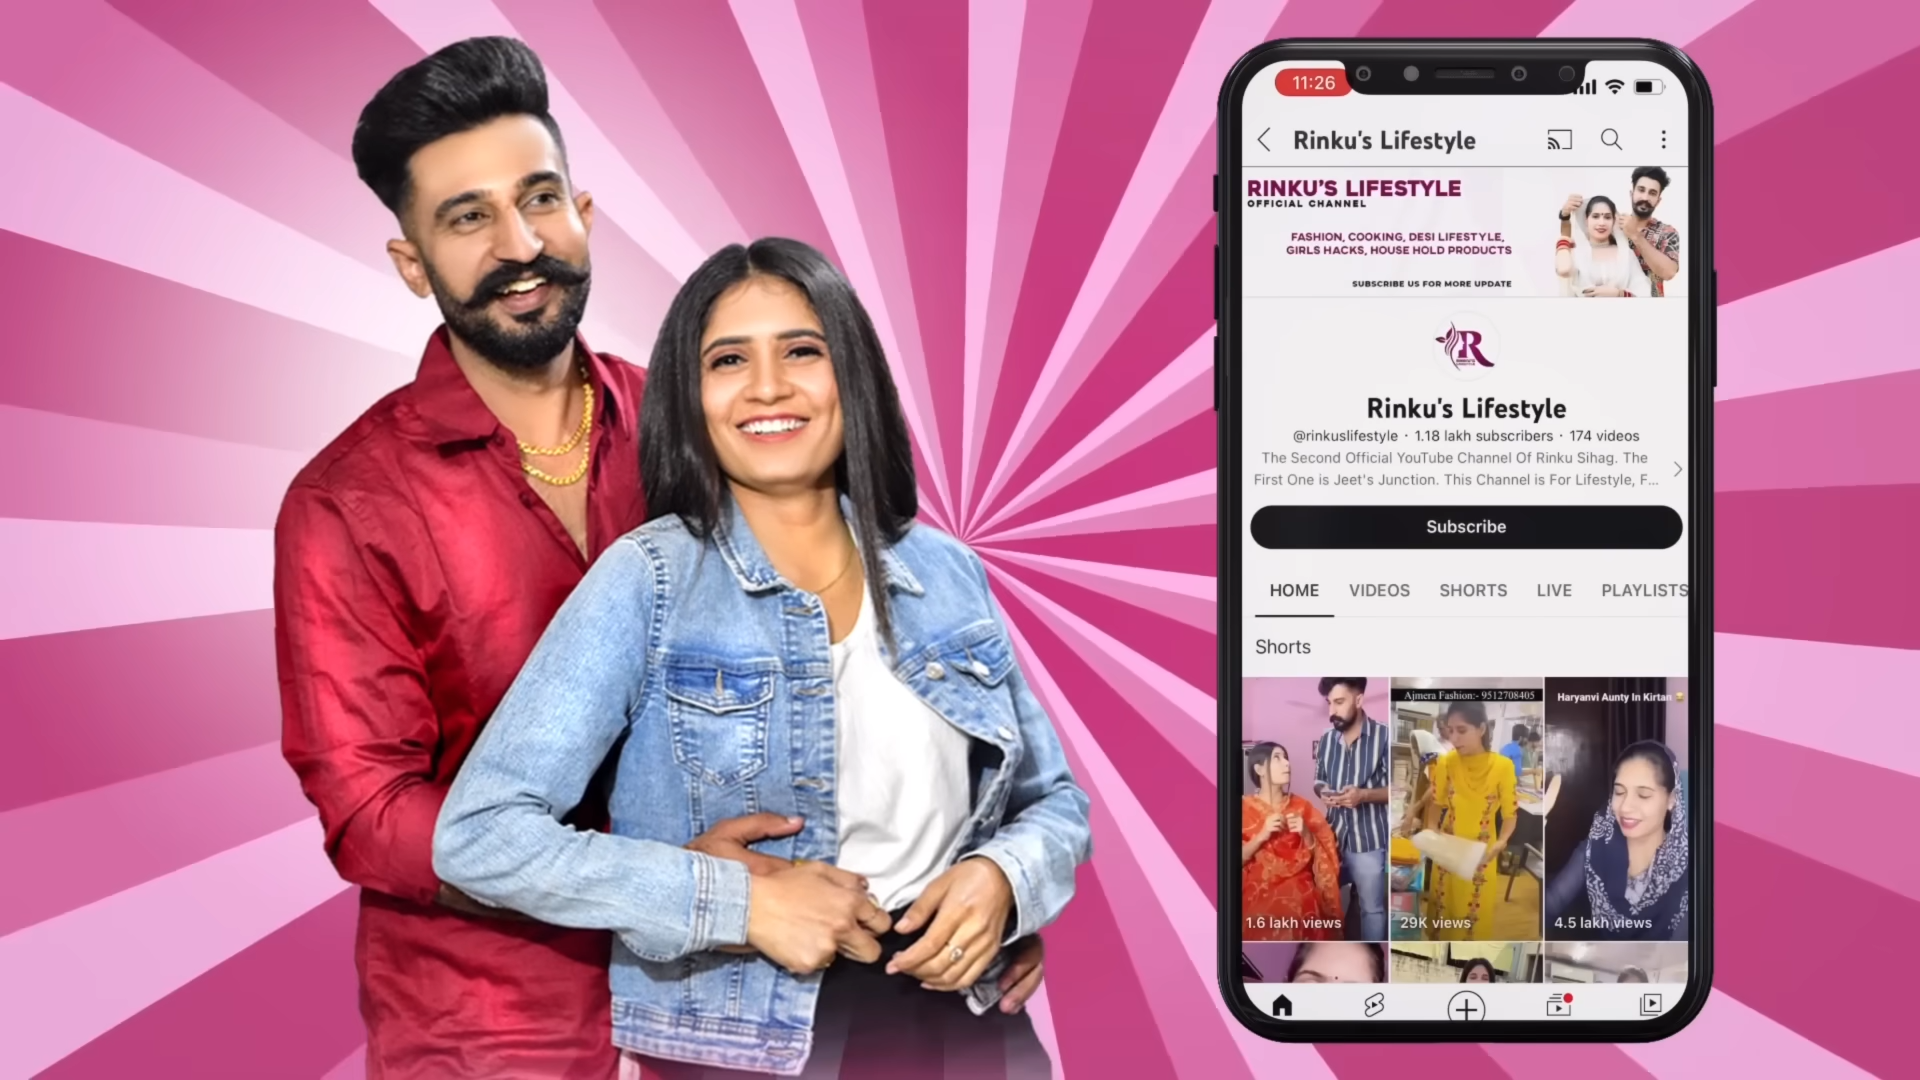 11:26
Rinku's Lifestyle
RINKU'S LIFESTYLE
OFFICIAL CHANNEL
FASHION, COOKING, DESI LIFESTYLE,
GIRLS HACKS, HOUSE HOLD PRODUCTS
SUBSCRIBE US FOR MORE UPDATE
R
Rinku's Lifestyle
@rinkuslifestyle · 1.18 lakh subscribers · 174 videos
The Second Official YouTube Channel Of Rinku Sihag. The
First One is Jeet's Junction. This Channel is For Lifestyle, F...
Subscribe
HOME VIDEOS SHORTS LIVE PLAYLISTS
Shorts
Ajmera Fashion:- 9512708405
Haryanvi Aunty In Kirtan
1.6 lakh views
29K views
4.5 lakh views